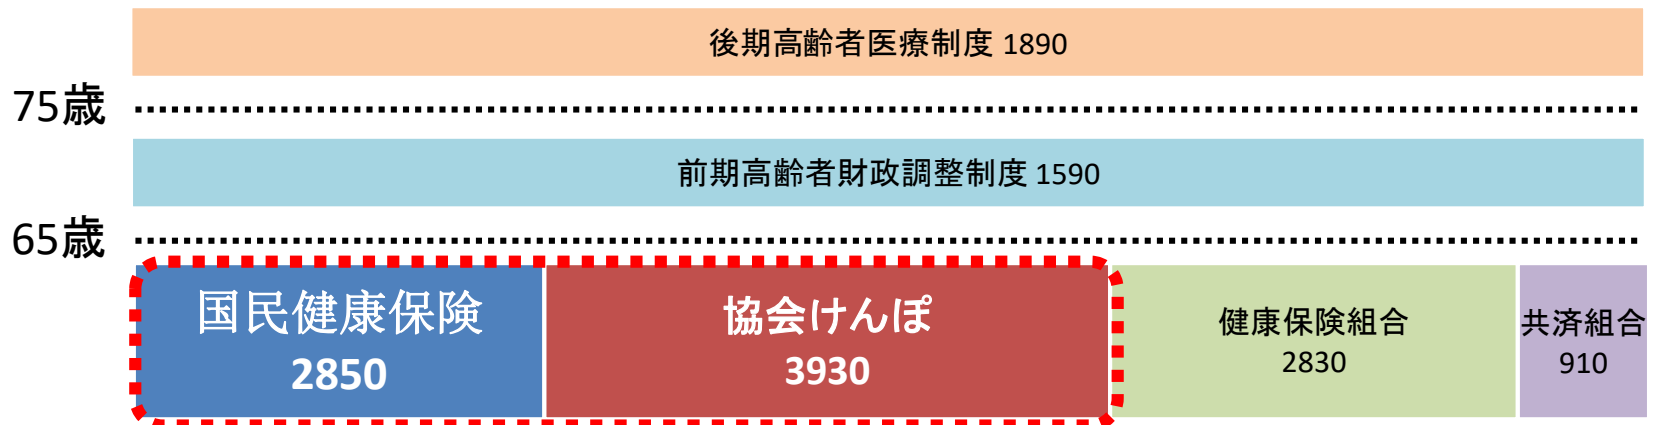 後期高齢者医療制度 1890
75歳
前期高齢者財政調整制度 1590
65歳
国民健康保険
2850
協会けんぽ
3930
健康保険組合
2830
共済組合
910